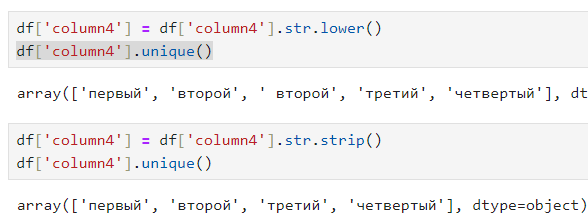 df['column4'] = df['column4'].str.lower()
df['column4'].unique()
array(['первый', 'второй', ' второй', 'третий', 'четвертый'], dt
df['column4'] = df['column4'].str.strip()
df['column4'].unique()
array(['первый', 'второй', 'третий', 'четвертый'], dtype=object)